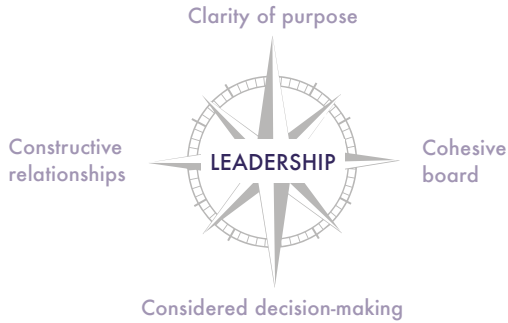 Clarity of purpose
Constructive
relationships
LEADERSHIP
Cohesive
board
Considered decision-making